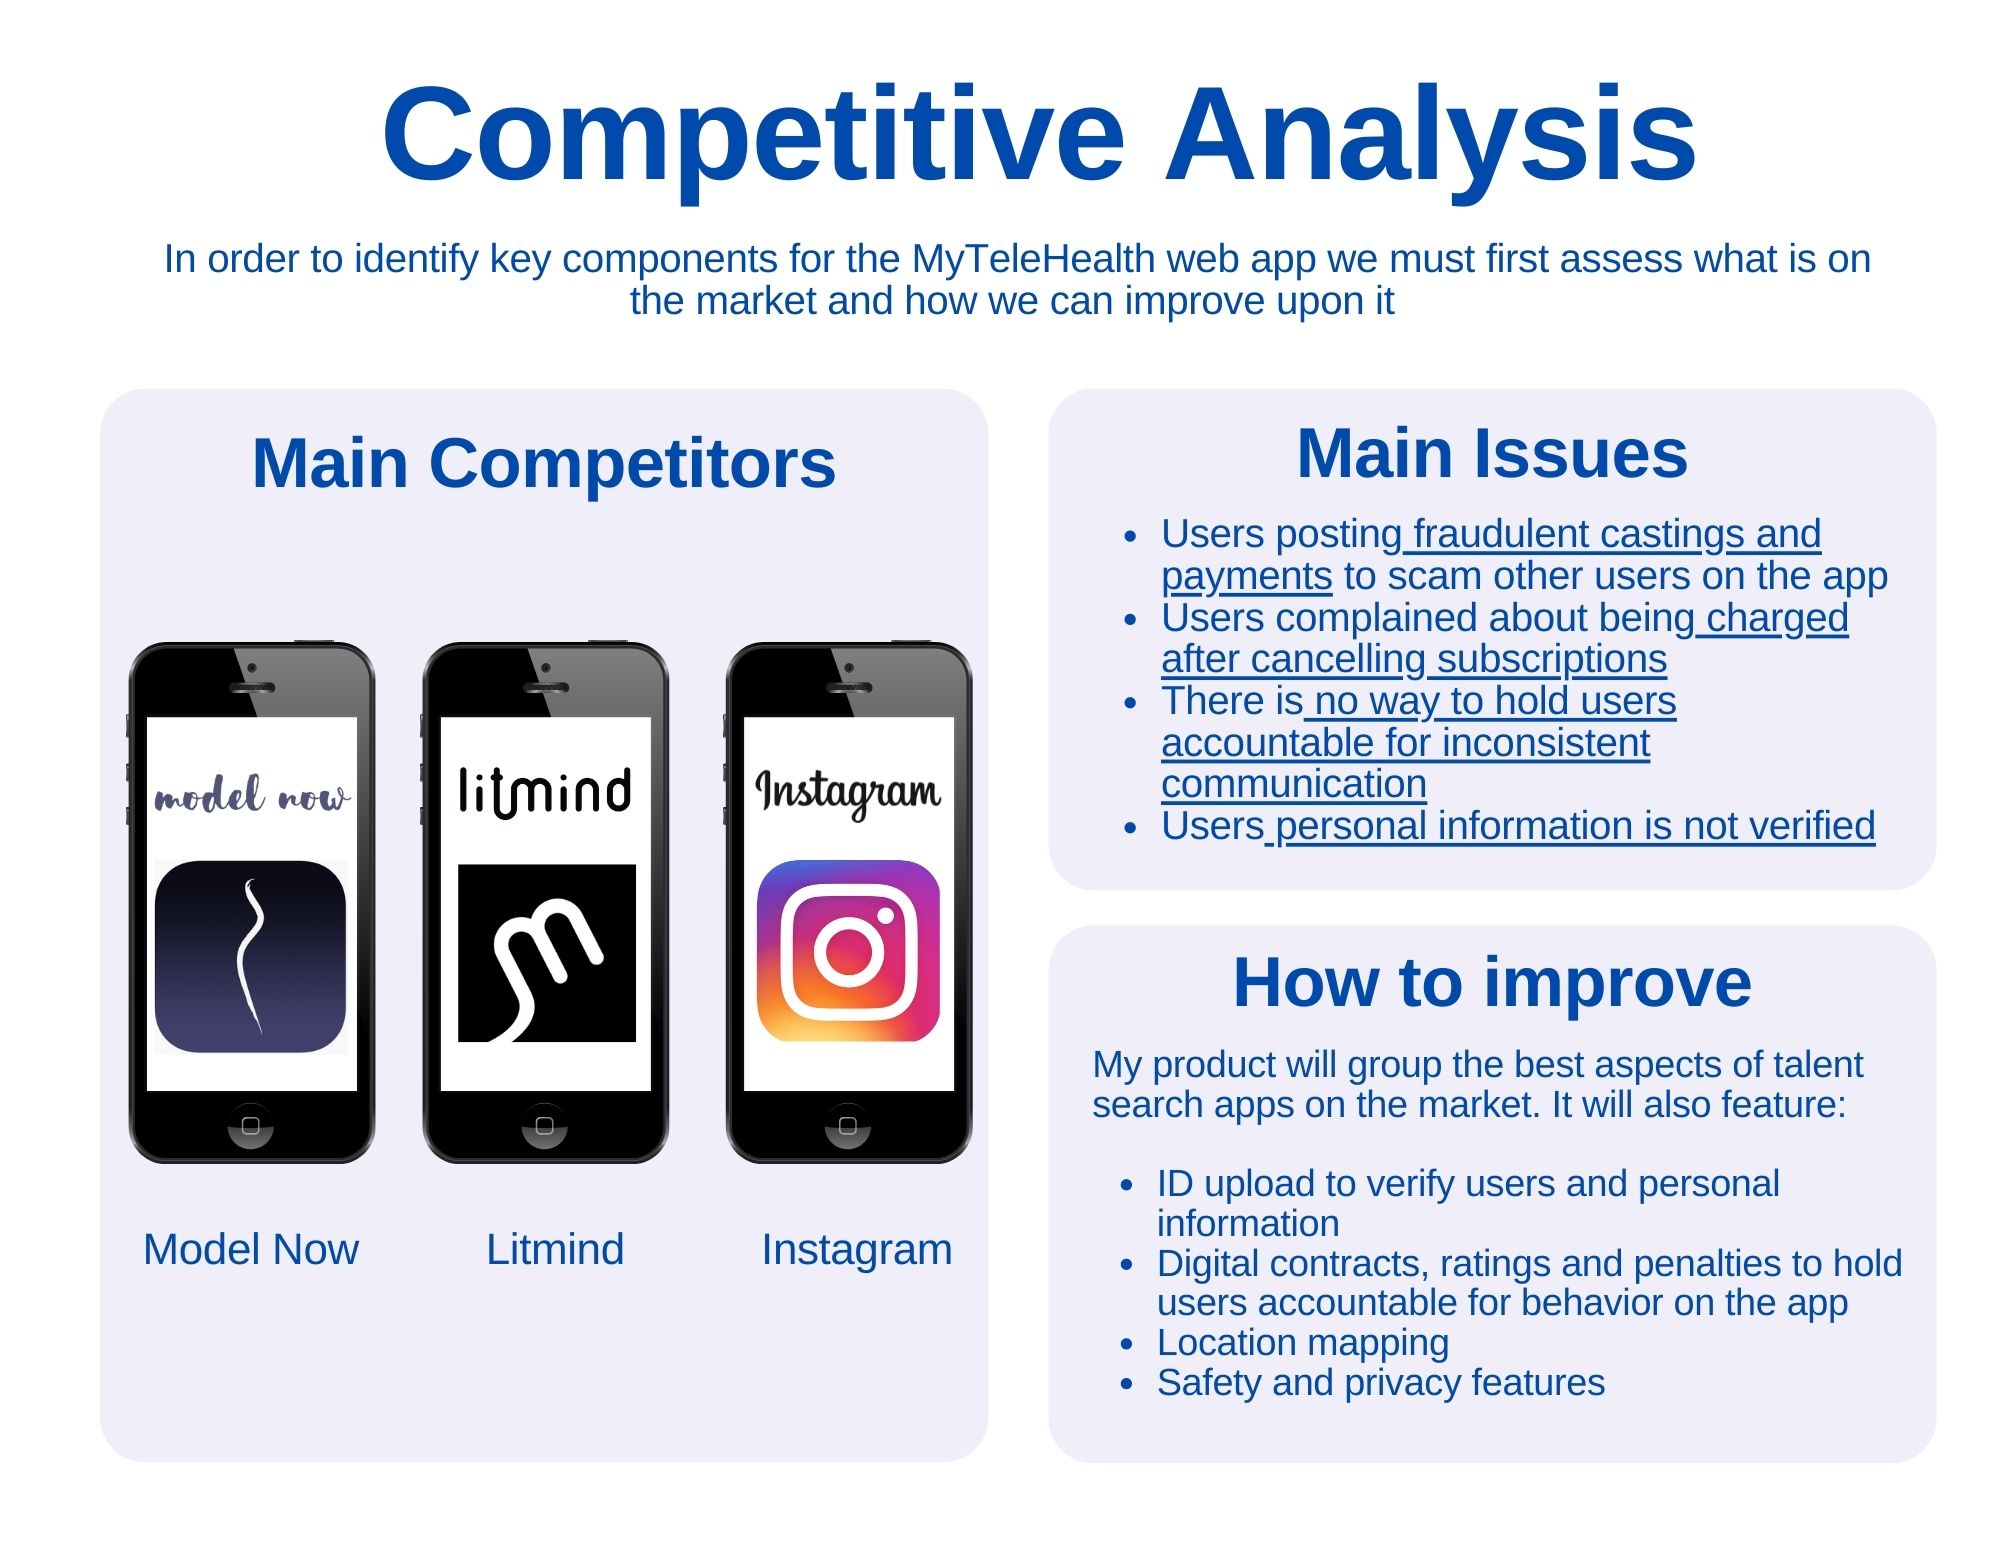 Competitive Analysis
In order to identify key components for the MyTeleHealth web app we must first assess what is on
the market and how we can improve upon it
Main Competitors
model now
litmind
Instagram
Model Now
Litmind
Instagram
Main Issues
• Users posting fraudulent castings and
payments to scam other users on the app
• Users complained about being charged
after cancelling subscriptions
• There is no way to hold users
accountable for inconsistent
communication
• Users personal information is not verified
How to improve
My product will group the best aspects of talent
search apps on the market. It will also feature:
• ID upload to verify users and personal
information
• Digital contracts, ratings and penalties to hold
users accountable for behavior on the app
• Location mapping
• Safety and privacy features